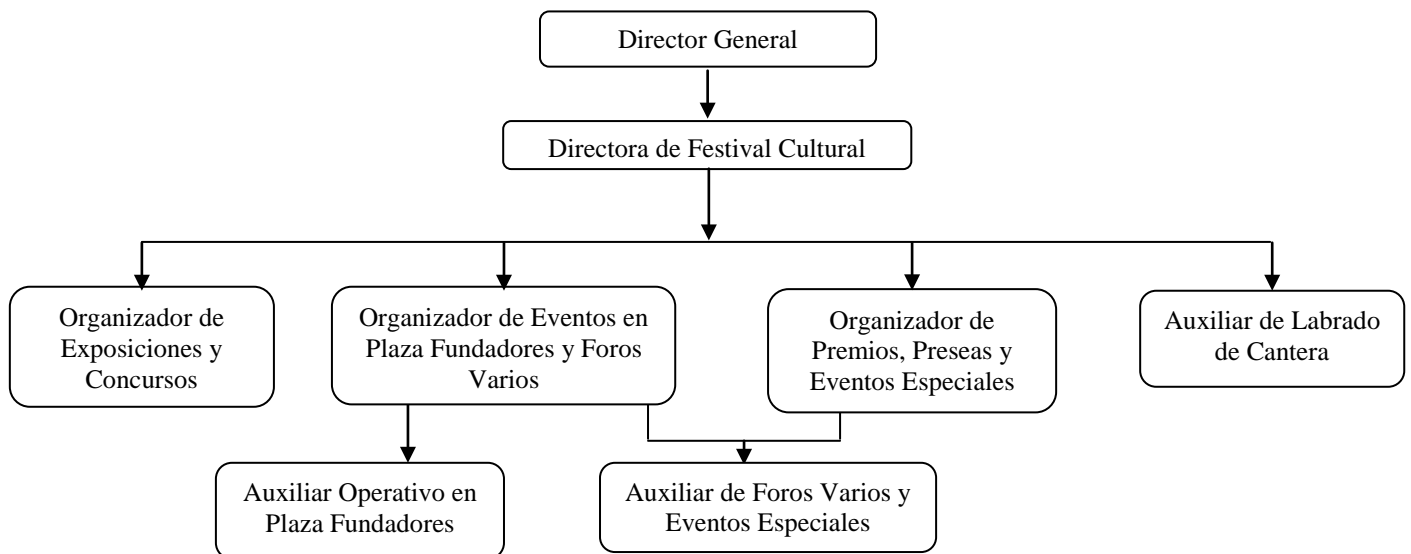 Director General
Directora de Festival Cultural
Organizador de
Exposiciones y
Concursos
Organizador de Eventos en
Plaza Fundadores y Foros
Varios
Organizador de
Premios, Preseas y
Eventos Especiales
Auxiliar de Labrado
de Cantera
Auxiliar Operativo en
Plaza Fundadores
Auxiliar de Foros Varios y
Eventos Especiales